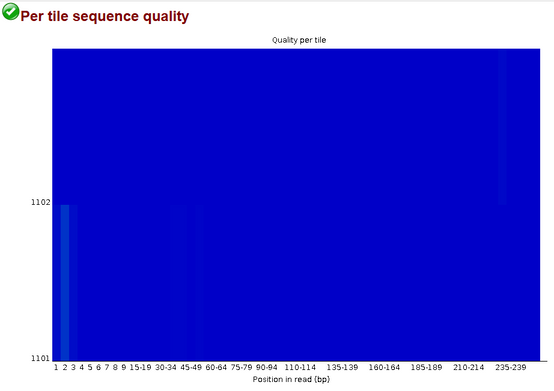 Per tile sequence quality
Quality per tile
1102
1101
1 2 3 4 5 6 7 8 9 15-19 30-34 45-49 60-64 75-79 90-94 110-114 135-139 160-164 185-189 210-214 235-239
Position in read (bp)